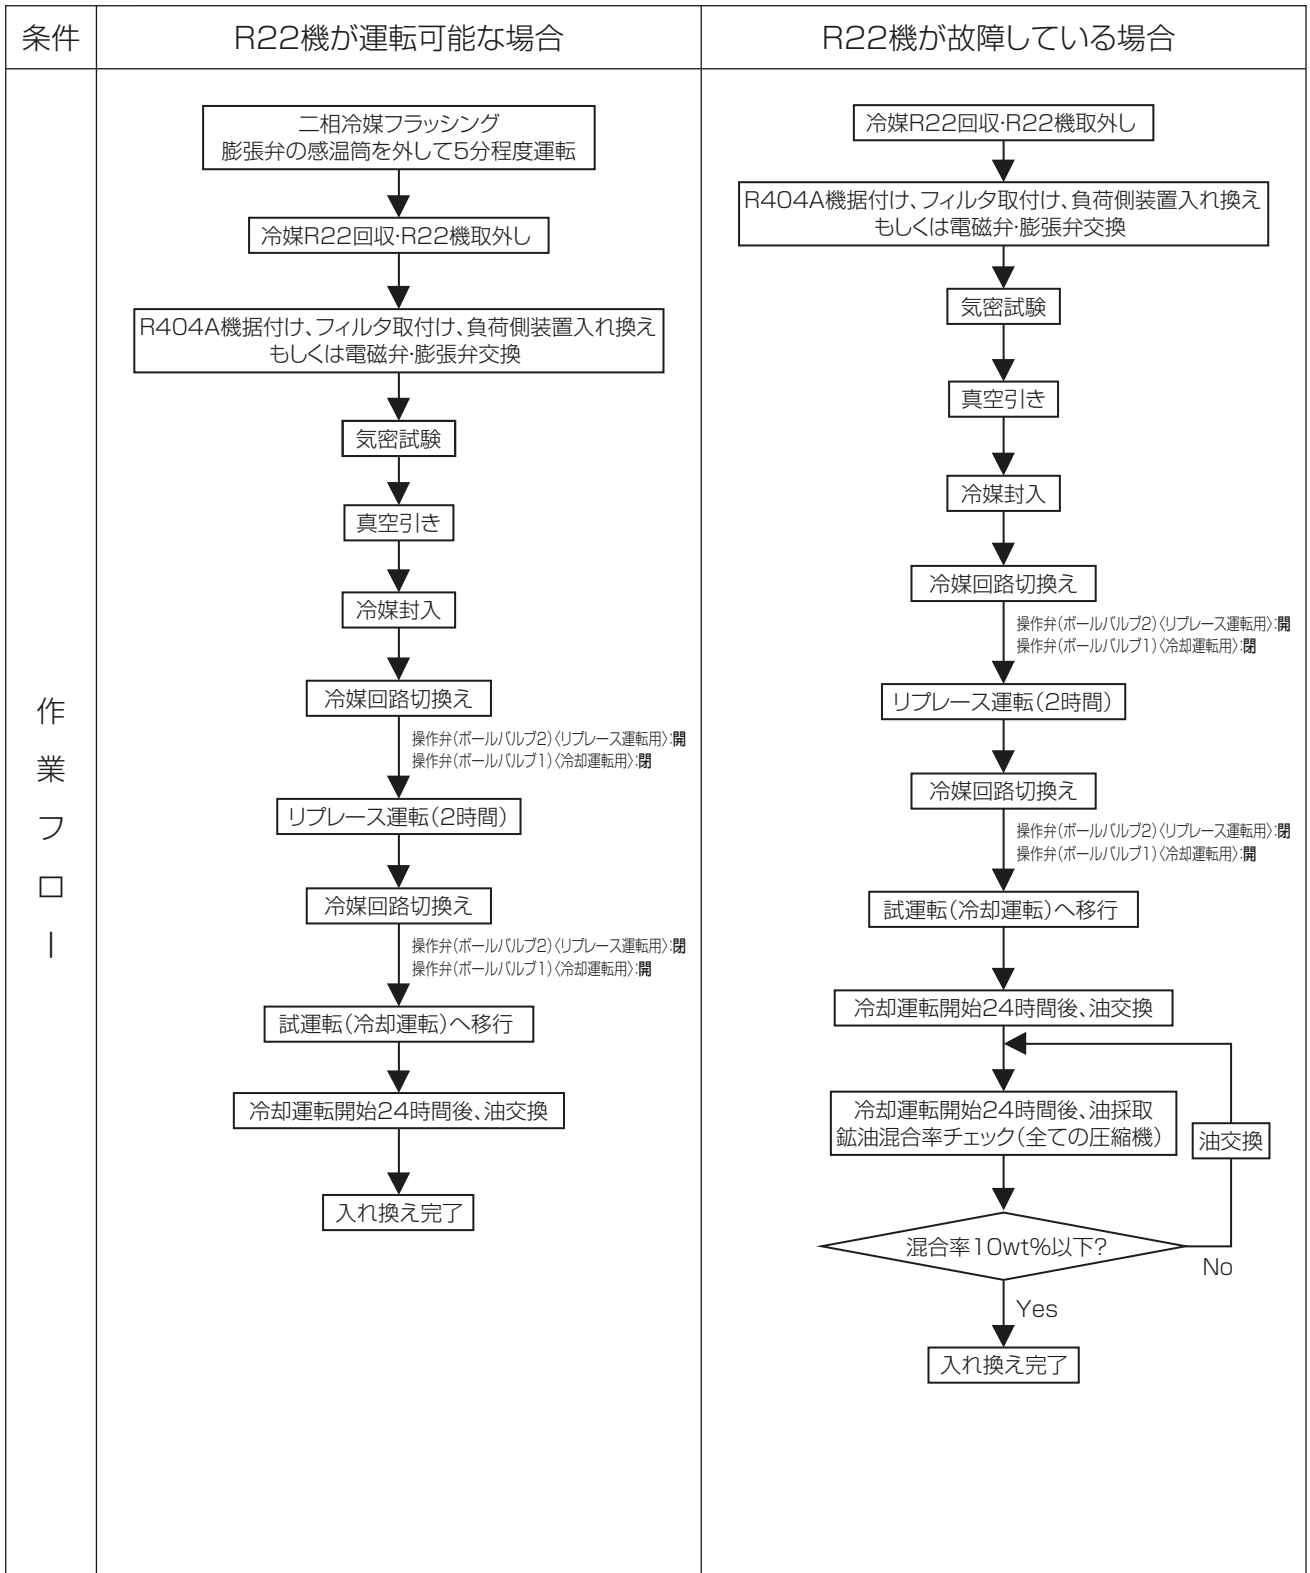 条件
R22機が運転可能な場合
R22機が故障している場合
作業フロー
二相冷媒フラッシング
膨張弁の感温筒を外して5分程度運転
冷媒R22回収・R22機取外し
R404A機据付け、フィルタ取付け、負荷側装置入れ換え
もしくは電磁弁・膨張弁交換
気密試験
真空引き
冷媒封入
冷媒回路切換え
操作弁(ボールバルブ2)〈リプレース運転用〉:開
操作弁(ボールバルブ1)〈冷却運転用〉:閉
リプレース運転(2時間)
冷媒回路切換え
操作弁(ボールバルブ2)〈リプレース運転用〉:閉
操作弁(ボールバルブ1)〈冷却運転用〉:開
試運転(冷却運転)へ移行
冷却運転開始24時間後、油交換
入れ換え完了
冷媒R22回収・R22機取外し
R404A機据付け、フィルタ取付け、負荷側装置入れ換え
もしくは電磁弁・膨張弁交換
気密試験
真空引き
冷媒封入
冷媒回路切換え
操作弁(ボールバルブ2)〈リプレース運転用〉:開
操作弁(ボールバルブ1)〈冷却運転用〉:閉
リプレース運転(2時間)
冷媒回路切換え
操作弁(ボールバルブ2)〈リプレース運転用〉:閉
操作弁(ボールバルブ1)〈冷却運転用〉:開
試運転(冷却運転)へ移行
冷却運転開始24時間後、油交換
冷却運転開始24時間後、油採取
鉱油混合率チェック(全ての圧縮機)
油交換
混合率10wt%以下?
No
Yes
入れ換え完了